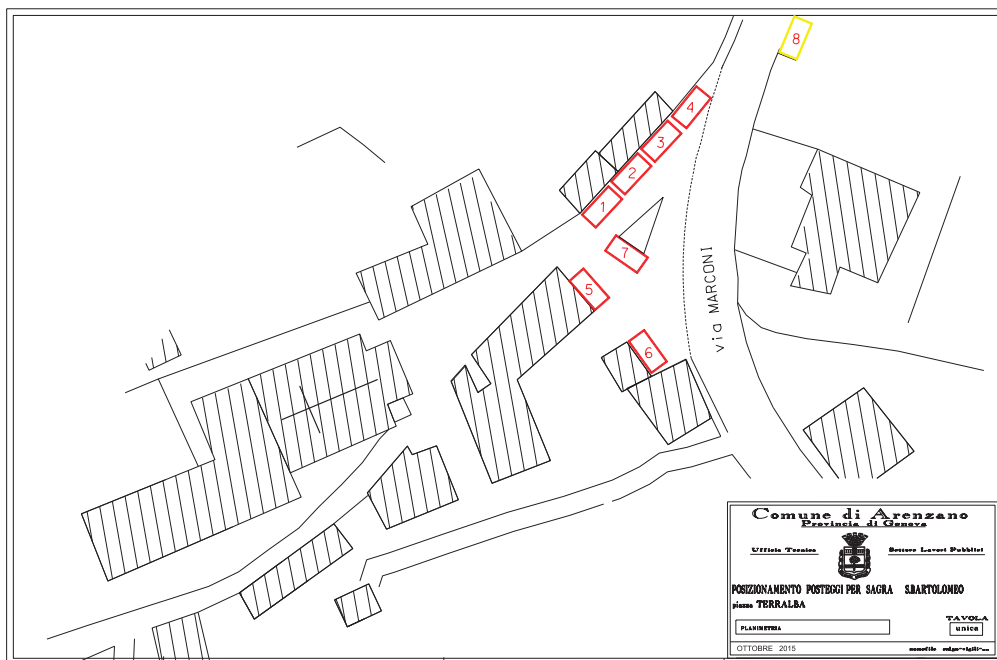 8
4
3
2
1
7
5
6
via MARCONI
Comune di Arenzano
Provincia di Genova
Ufficio Tecnico
Settore Lavori Pubblici
POSIZIONAMENTO POSTEGGI PER SAGRA S.BARTOLOMEO
piazza TERRALBA
TAVOLA
PLANIMETRIA
unica
OTTOBRE 2015
nomefile